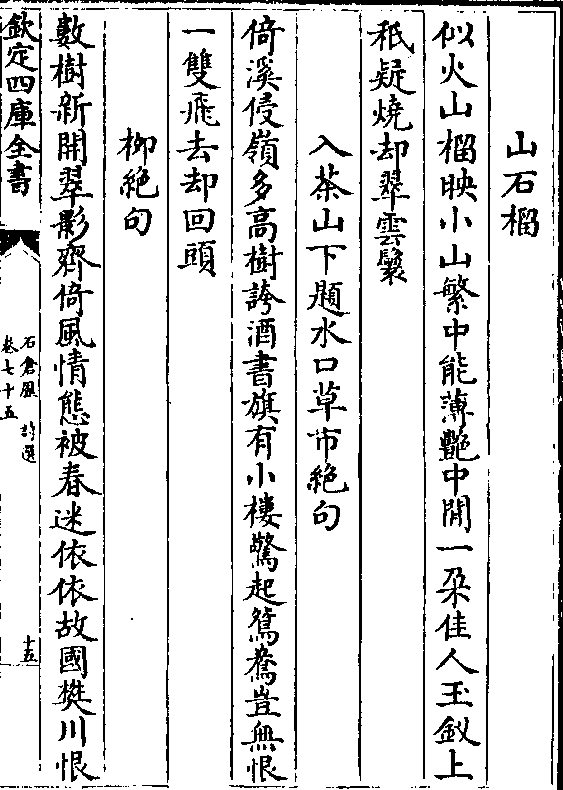 山石榴
似火山榴映小山繁中能薄艷中閒一朶佳人玉釵上
秖疑燒却翠雲鬟
入茶山下題水口草市絶句
倚溪侵嶺多高樹誇酒書旗有小樓驚起鴛鴦豈無恨
一雙飛去却回頭
柳絶句
數樹新開翠影齊倚風情態被春迷依依故國樊川恨
欽定四庫全書
石倉歷 詩選
卷七十五
十五